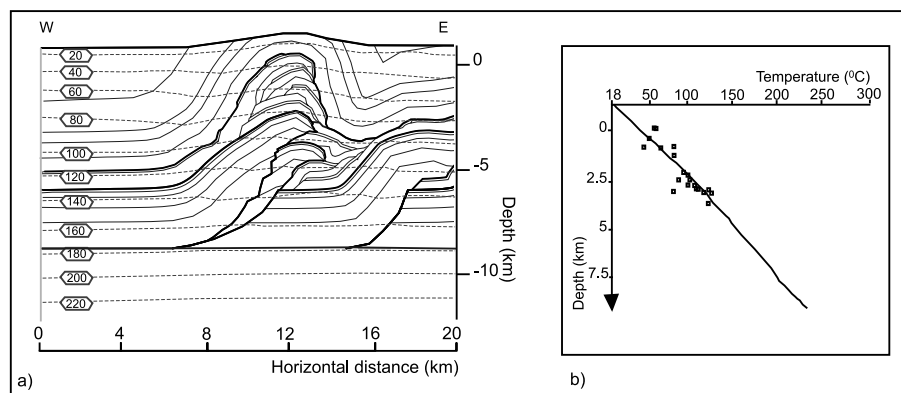 W
E
20
40
60
80
100
120
140
160
180
200
220
0
-5
-10
Depth (km)
0 4 8 12 16 20
Horizontal distance (km)
a)
Temperature (⁰C)
18 50 100 150 200 250 300
0
2.5
5
7.5
Depth (km)
b)